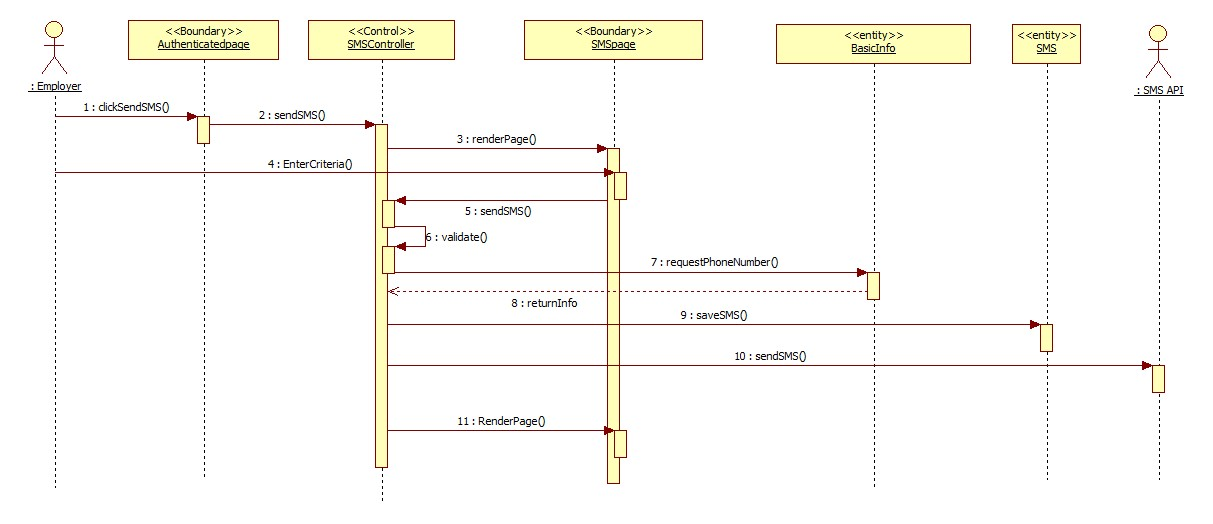 <<Boundary>>
Authenticatedpage
<<Control>>
SMSController
<<Boundary>>
SMSpage
<<entity>>
BasicInfo
<<entity>>
SMS
: Employer
: SMS API
1 : clickSendSMS()
2 : sendSMS()
3 : renderPage()
4 : EnterCriteria()
5 : sendSMS()
6 : validate()
7 : requestPhoneNumber()
8 : returnInfo
9 : saveSMS()
10 : sendSMS()
11 : RenderPage()